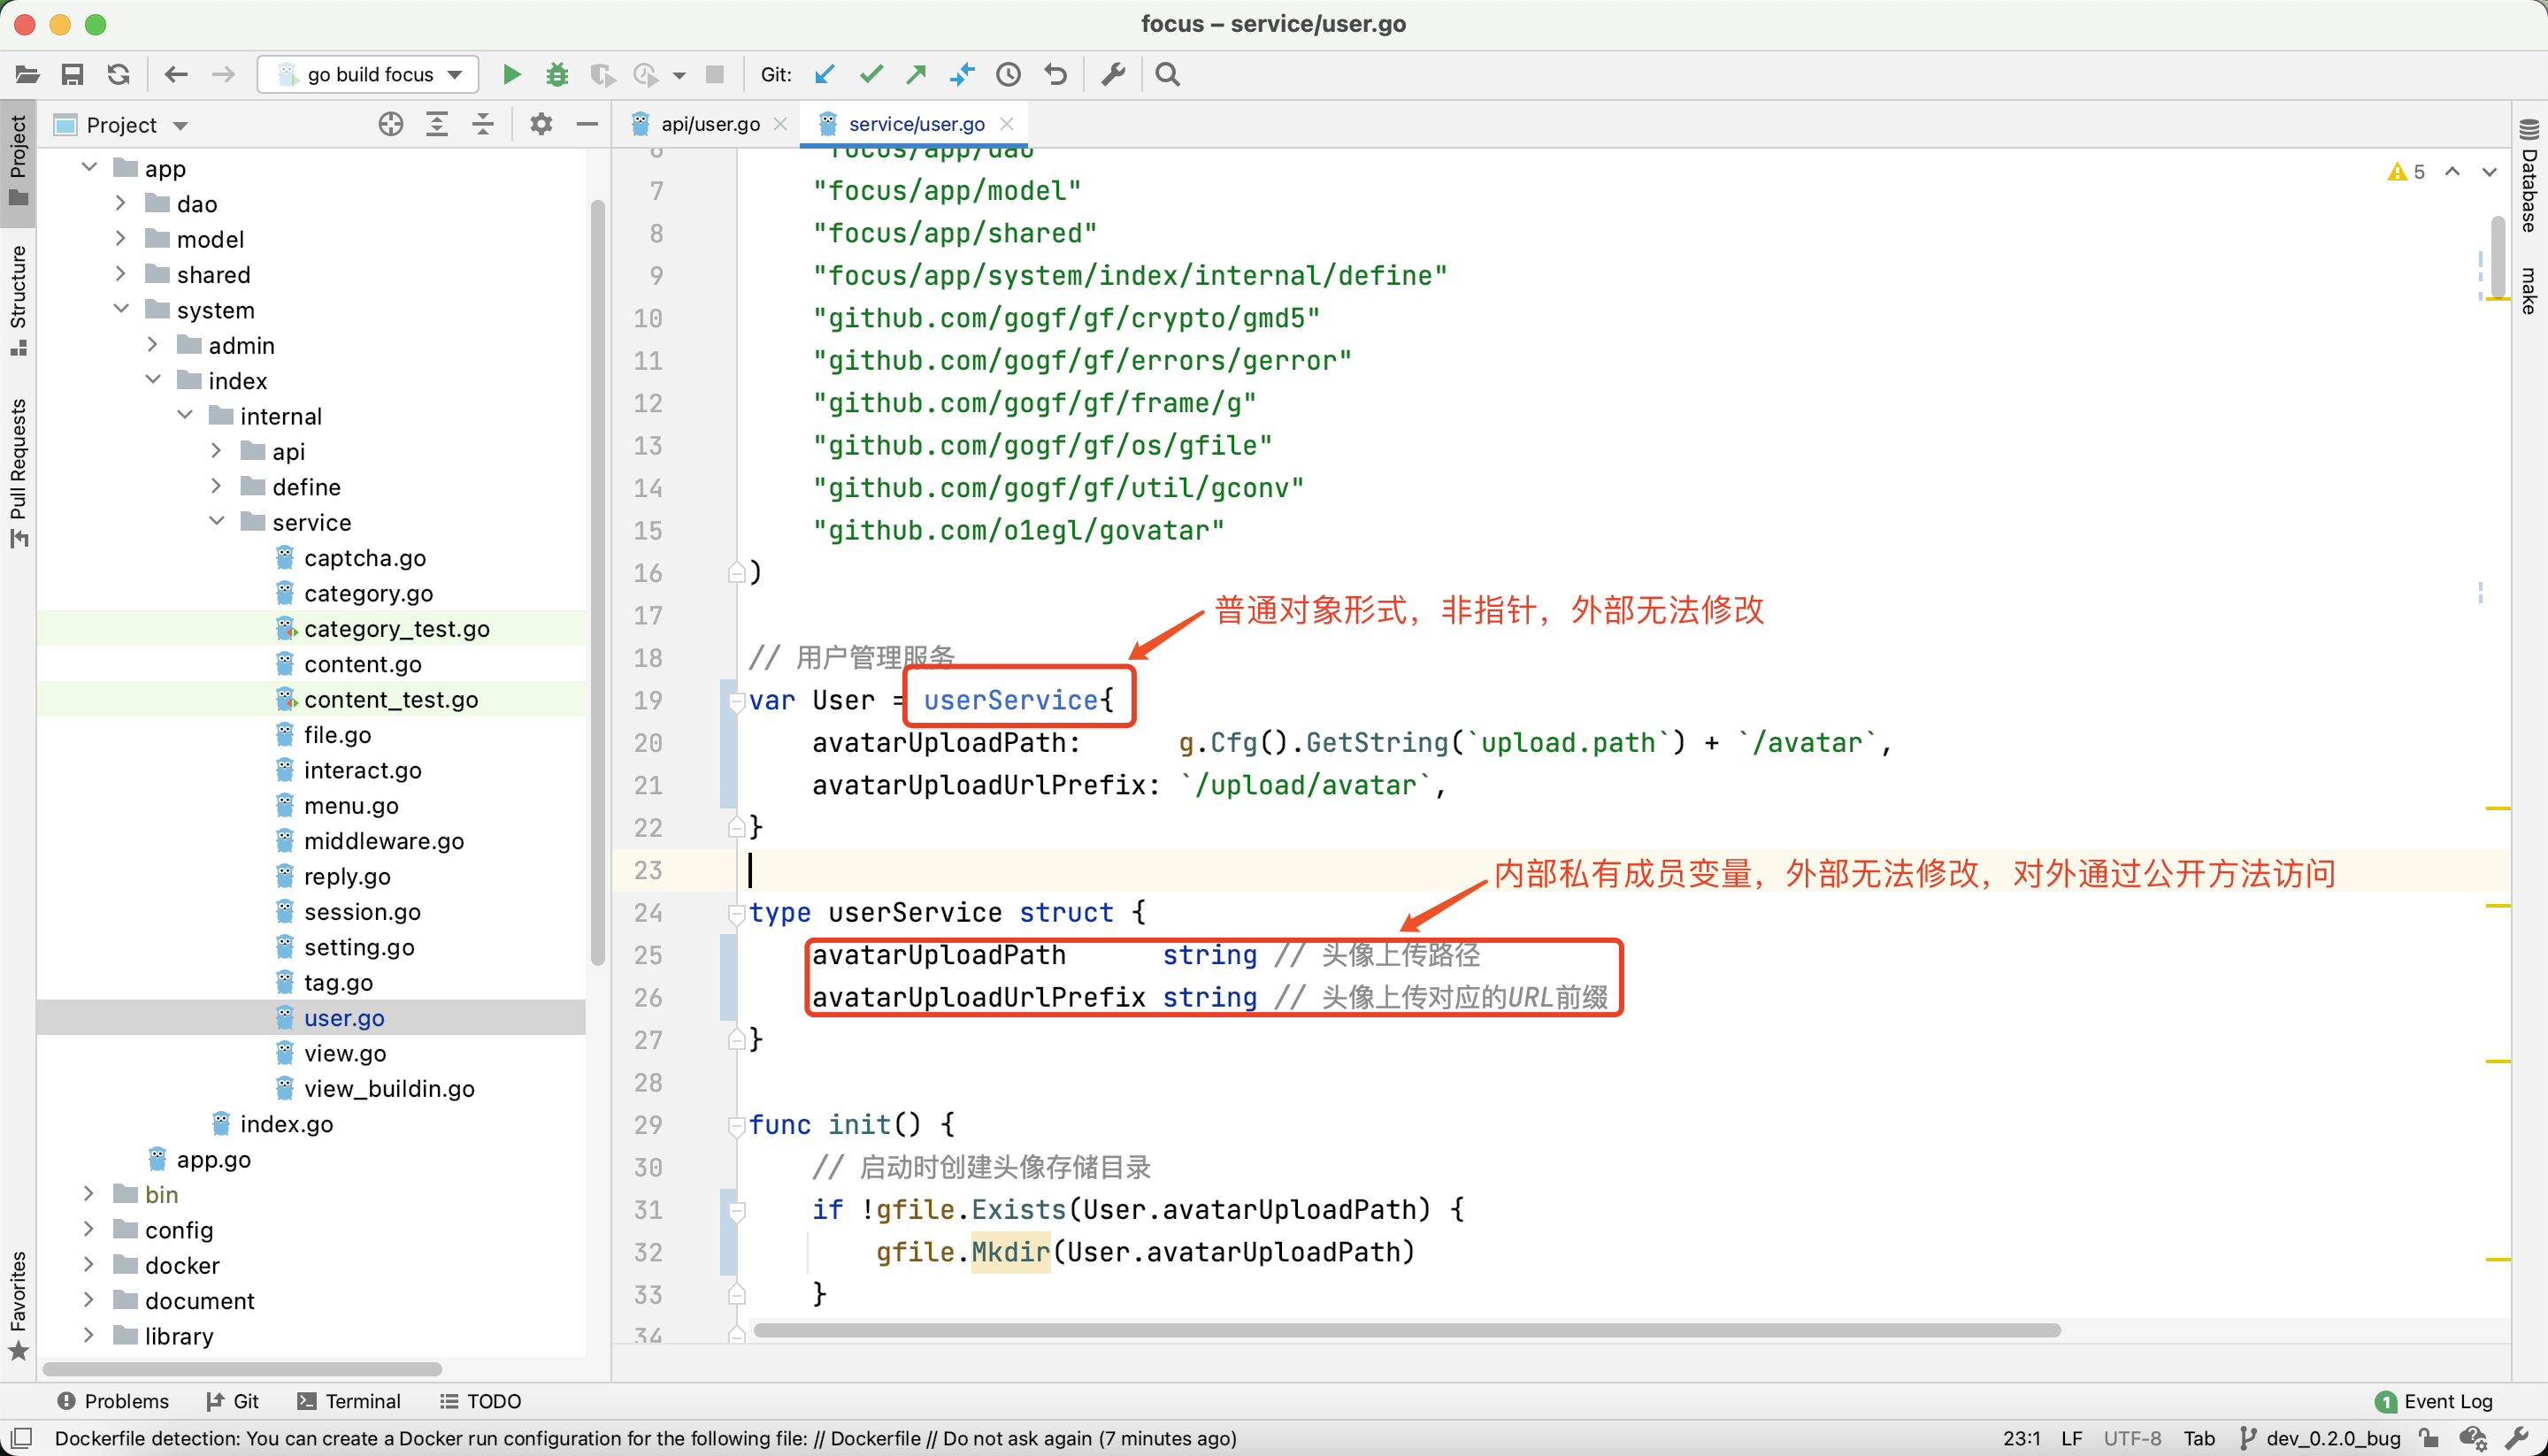 focus – service/user.go
go build focus
Git:
Project
api/user.go
service/user.go
Project
Structure
Pull Requests
Favorites
app
dao
model
shared
system
admin
index
internal
api
define
service
captcha.go
category.go
category_test.go
content.go
content_test.go
file.go
interact.go
menu.go
middleware.go
reply.go
session.go
setting.go
tag.go
user.go
view.go
view_buildin.go
index.go
app.go
bin
config
docker
document
library
6 "focus/app/dao"
7 "focus/app/model"
8 "focus/app/shared"
9 "focus/app/system/index/internal/define"
10 "github.com/gogf/gf/crypto/gmd5"
11 "github.com/gogf/gf/errors/gerror"
12 "github.com/gogf/gf/frame/g"
13 "github.com/gogf/gf/os/gfile"
14 "github.com/gogf/gf/util/gconv"
15 "github.com/o1egl/govatar"
16 )
17
普通对象形式，非指针，外部无法修改
18 // 用户管理服务
19 var User = userService{
20 avatarUploadPath: g.Cfg().GetString(`upload.path`) + `/avatar`,
21 avatarUploadUrlPrefix: `/upload/avatar`,
22 }
23
内部私有成员变量，外部无法修改，对外通过公开方法访问
24 type userService struct {
25 avatarUploadPath string // 头像上传路径
26 avatarUploadUrlPrefix string // 头像上传对应的URL前缀
27 }
28
29 func init() {
30 // 启动时创建头像存储目录
31 if !gfile.Exists(User.avatarUploadPath) {
32 gfile.Mkdir(User.avatarUploadPath)
33 }
34
5
Database
make
Problems
Git
Terminal
TODO
1 Event Log
Dockerfile detection: You can create a Docker run configuration for the following file: // Dockerfile // Do not ask again (7 minutes ago)
23:1 LF UTF-8 Tab dev_0.2.0_bug